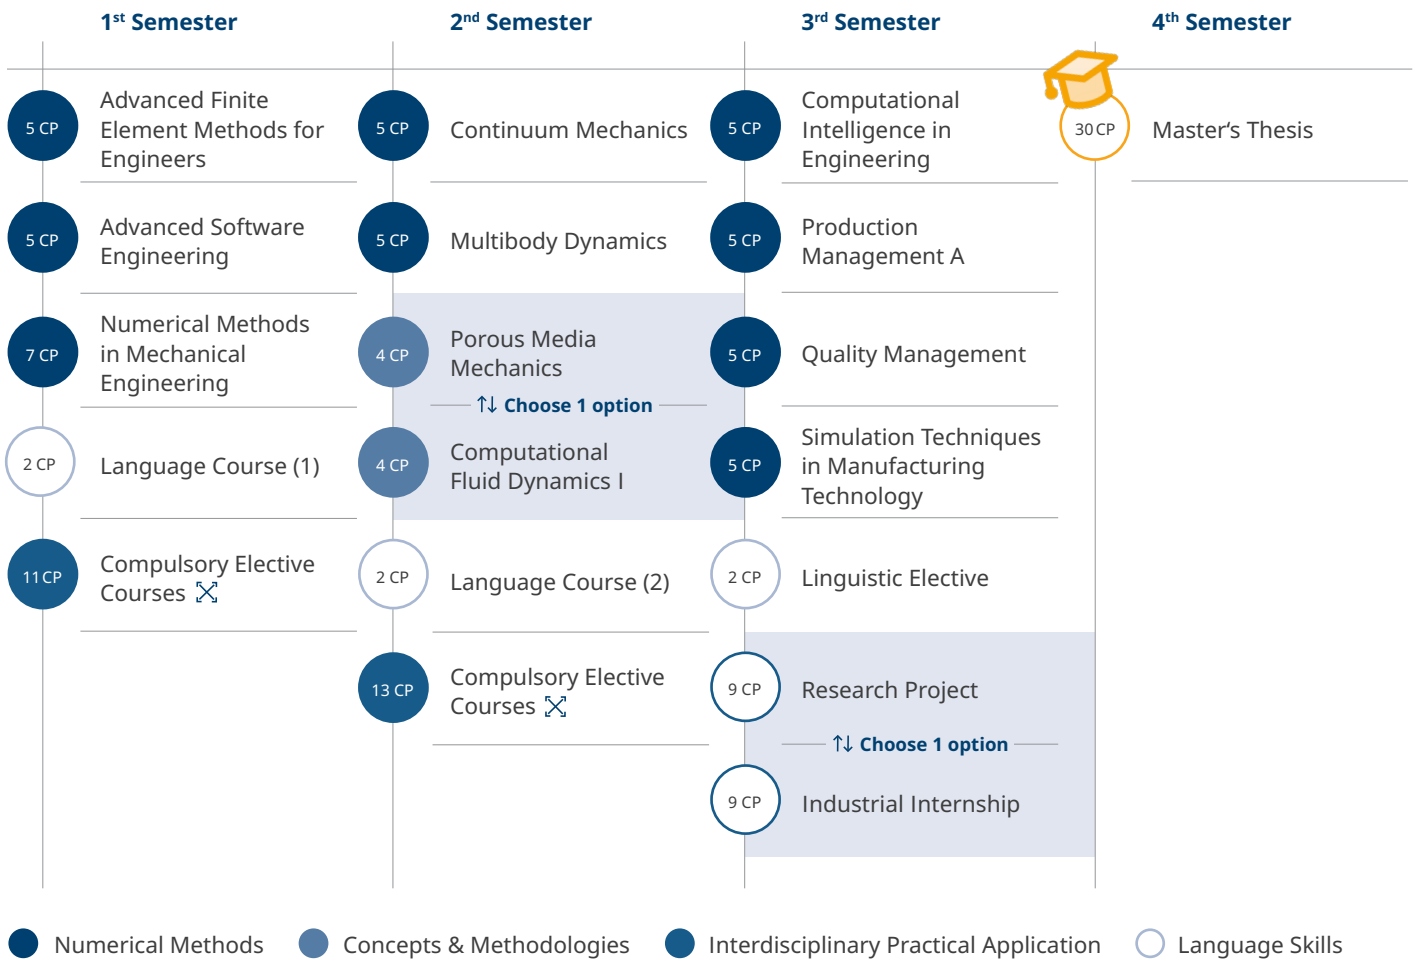 1st Semester
2nd Semester
3rd Semester
4th Semester
5 CP
Advanced Finite
Element Methods for
Engineers
5 CP
Advanced Software
Engineering
7 CP
Numerical Methods
in Mechanical
Engineering
2 CP
Language Course (1)
11 CP
Compulsory Elective
Courses
5 CP
Continuum Mechanics
5 CP
Multibody Dynamics
4 CP
Porous Media
Mechanics
Choose 1 option
4 CP
Computational
Fluid Dynamics I
2 CP
Language Course (2)
13 CP
Compulsory Elective
Courses
5 CP
Computational
Intelligence in
Engineering
5 CP
Production
Management A
5 CP
Quality Management
5 CP
Simulation Techniques
in Manufacturing
Technology
2 CP
Linguistic Elective
9 CP
Research Project
Choose 1 option
9 CP
Industrial Internship
30 CP
Master‘s Thesis
Numerical Methods
Concepts & Methodologies
Interdisciplinary Practical Application
Language Skills